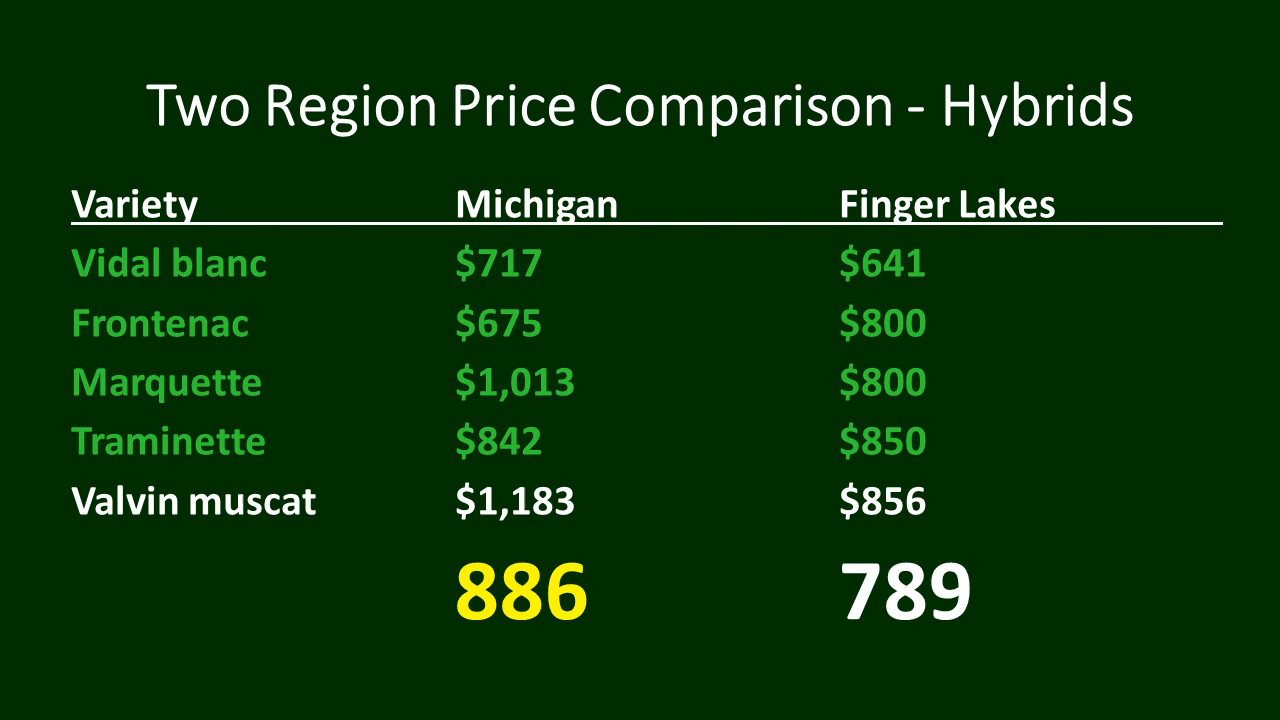 Two Region Price Comparison - Hybrids
Variety Michigan Finger Lakes
Vidal blanc $717 $641
Frontenac $675 $800
Marquette $1,013 $800
Traminette $842 $850
Valvin muscat $1,183 $856
886 789